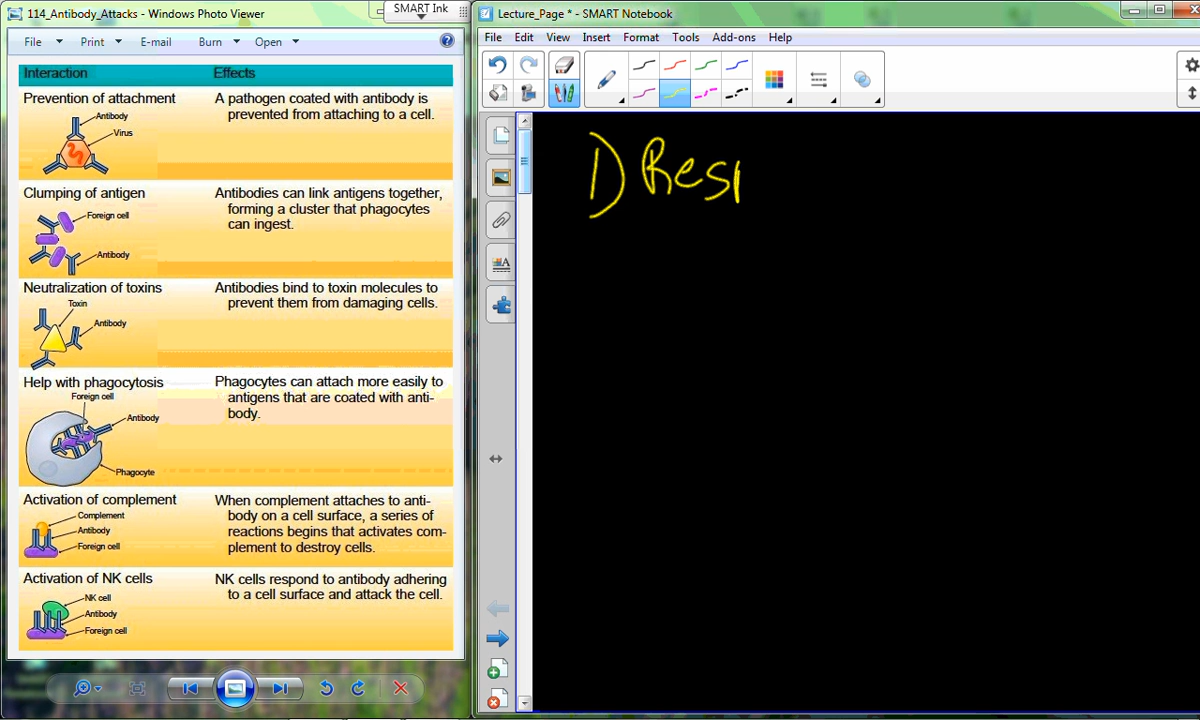 114_Antibody_Attacks - Windows Photo Viewer
SMART Ink
File Print E-mail Burn Open
Interaction Effects
Prevention of attachment
Antibody
Virus
A pathogen coated with antibody is
prevented from attaching to a cell.
Clumping of antigen
Foreign cell
Antibody
Antibodies can link antigens together,
forming a cluster that phagocytes
can ingest.
Neutralization of toxins
Toxin
Antibody
Antibodies bind to toxin molecules to
prevent them from damaging cells.
Help with phagocytosis
Foreign cell
Antibody
Phagocyte
Phagocytes can attach more easily to
antigens that are coated with anti-
body.
Activation of complement
Complement
Antibody
Foreign cell
When complement attaches to anti-
body on a cell surface, a series of
reactions begins that activates com-
plement to destroy cells.
Activation of NK cells
NK cell
Antibody
Foreign cell
NK cells respond to antibody adhering
to a cell surface and attack the cell.
Lecture_Page * - SMART Notebook
File Edit View Insert Format Tools Add-ons Help
1) Resp